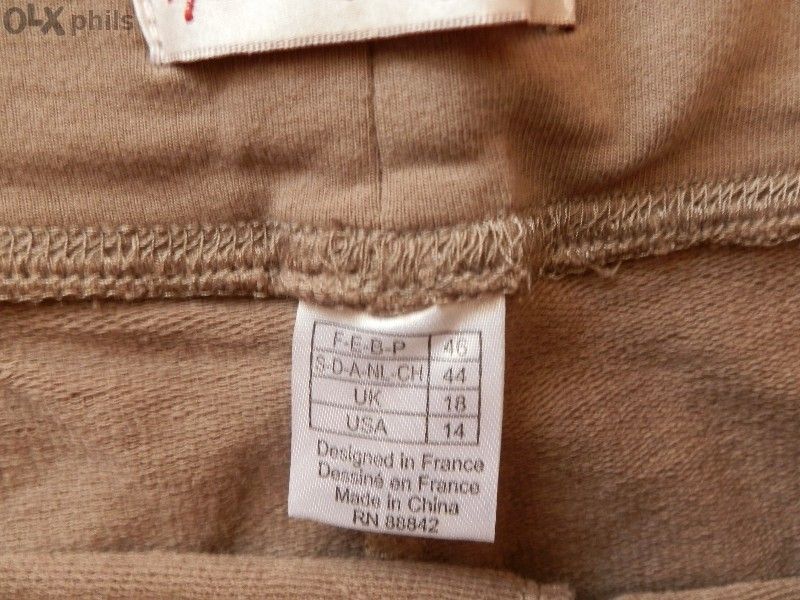 OLX phils
F-E-B-P 46
S-D-A-NL-CH 44
UK 18
USA 14
Designed in France
Dessiné en France
Made in China
RN 88842